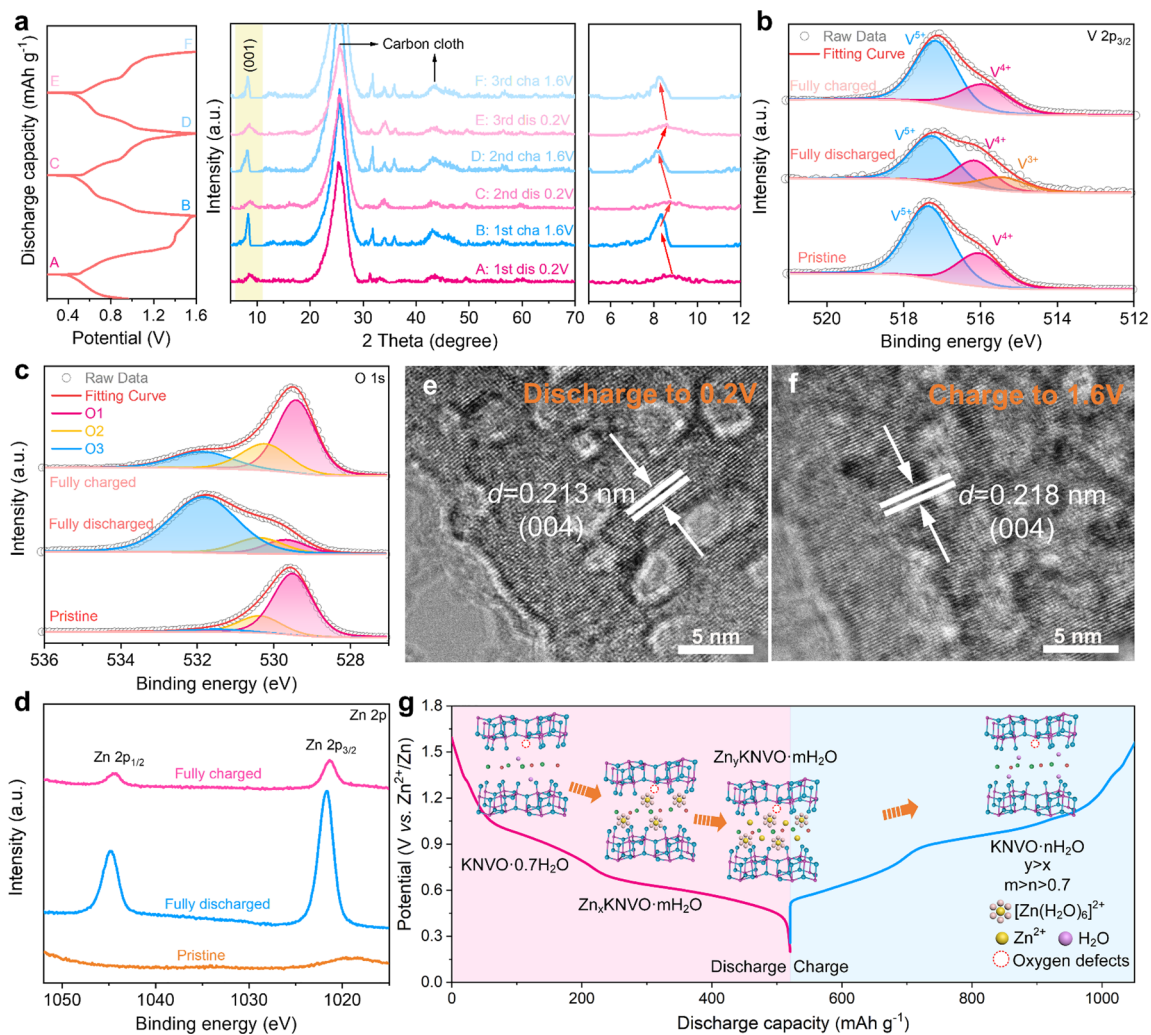 a
Discharge capacity (mAh g⁻¹)
F
E
D
C
B
A
0.4 0.8 1.2 1.6
Potential (V)
Intensity (a.u.)
(001)
Carbon cloth
F: 3rd cha 1.6V
E: 3rd dis 0.2V
D: 2nd cha 1.6V
C: 2nd dis 0.2V
B: 1st cha 1.6V
A: 1st dis 0.2V
10 20 30 40 50 60 70
4 6 8 10 12
2 Theta (degree)
b
Intensity (a.u.)
Raw Data
Fitting Curve
V 2p3/2
V⁵⁺
V⁴⁺
Fully charged
V⁵⁺
V⁴⁺
V³⁺
Fully discharged
V⁵⁺
V⁴⁺
Pristine
520 518 516 514 512
Binding energy (eV)
c
Intensity (a.u.)
Raw Data
Fitting Curve
O1
O2
O3
O 1s
Fully charged
Fully discharged
Pristine
536 534 532 530 528
Binding energy (eV)
e
Discharge to 0.2V
d=0.213 nm
(004)
5 nm
f
Charge to 1.6V
d=0.218 nm
(004)
5 nm
d
Intensity (a.u.)
Zn 2p
Zn 2p1/2
Zn 2p3/2
Fully charged
Fully discharged
Pristine
1050 1040 1030 1020
Binding energy (eV)
g
Potential (V vs. Zn²⁺/Zn)
1.8
1.5
1.2
0.9
0.6
0.3
0.0
KNVO·0.7H₂O
ZnₓKNVO·mH₂O
ZnyKNVO·mH₂O
KNVO·nH₂O
y>x
m>n>0.7
[Zn(H₂O)₆]²⁺
Zn²⁺ H₂O
Oxygen defects
Discharge Charge
0 200 400 600 800 1000
Discharge capacity (mAh g⁻¹)